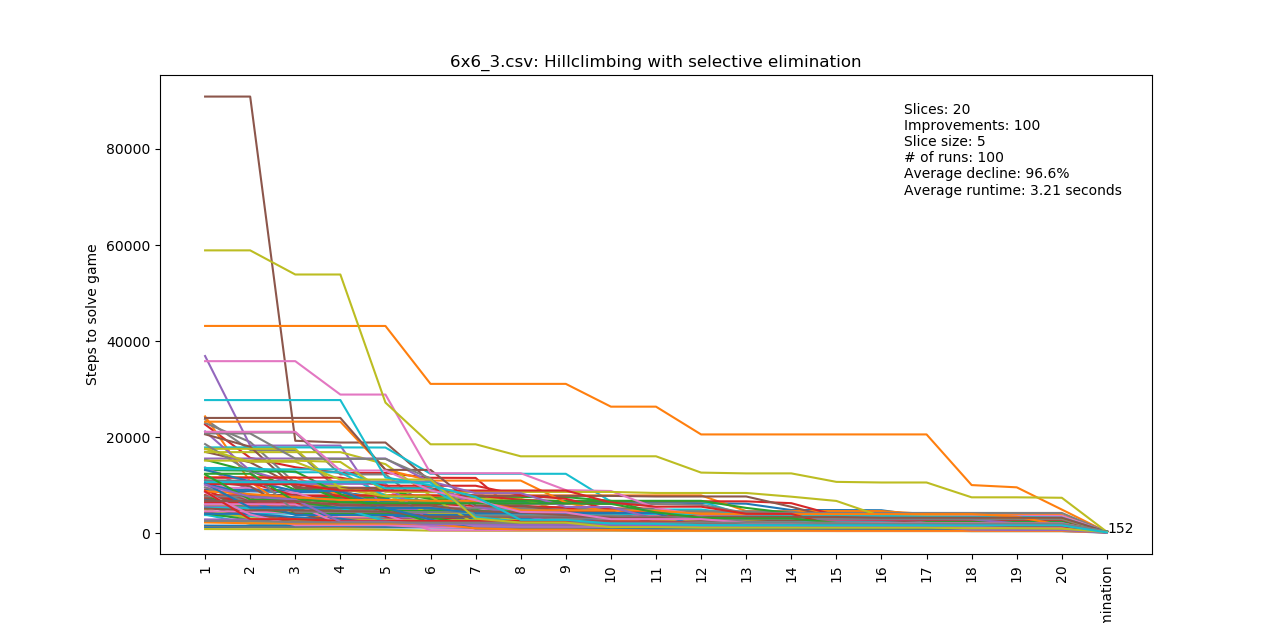 6x6_3.csv: Hillclimbing with selective elimination
Slices: 20
Improvements: 100
Slice size: 5
# of runs: 100
Average decline: 96.6%
Average runtime: 3.21 seconds
Steps to solve game
80000
60000
40000
20000
0
152
1 2 3 4 5 6 7 8 9 10 11 12 13 14 15 16 17 18 19 20